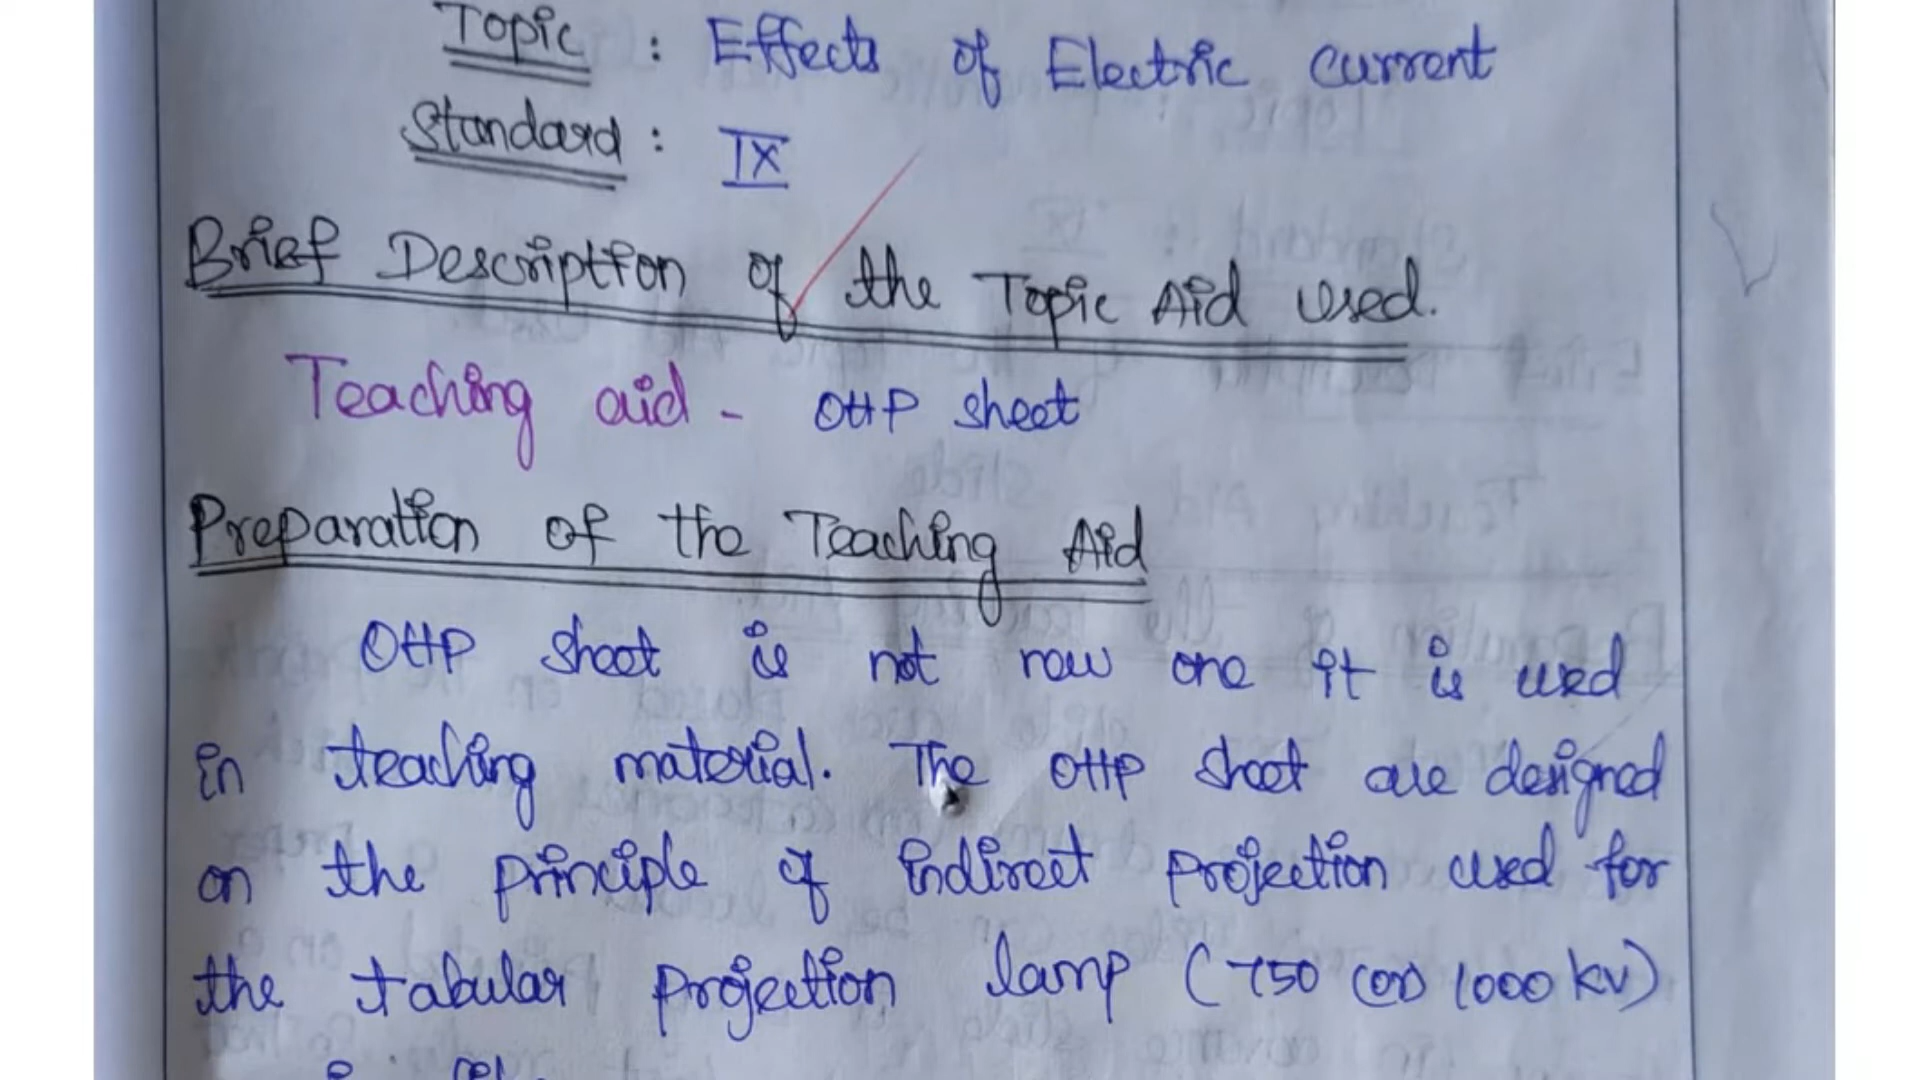 Topic : Effects of Electric current
Standard : IX
Brief Description of the Topic Aid used.
Teaching aid - OHP sheet
Preparation of the Teaching Aid
OHP sheet is not new one it is used
in teaching material. The OHP sheet are designed
on the principle of indirect projection used for
the tabular projection lamp (750 (or) 1000 kv)